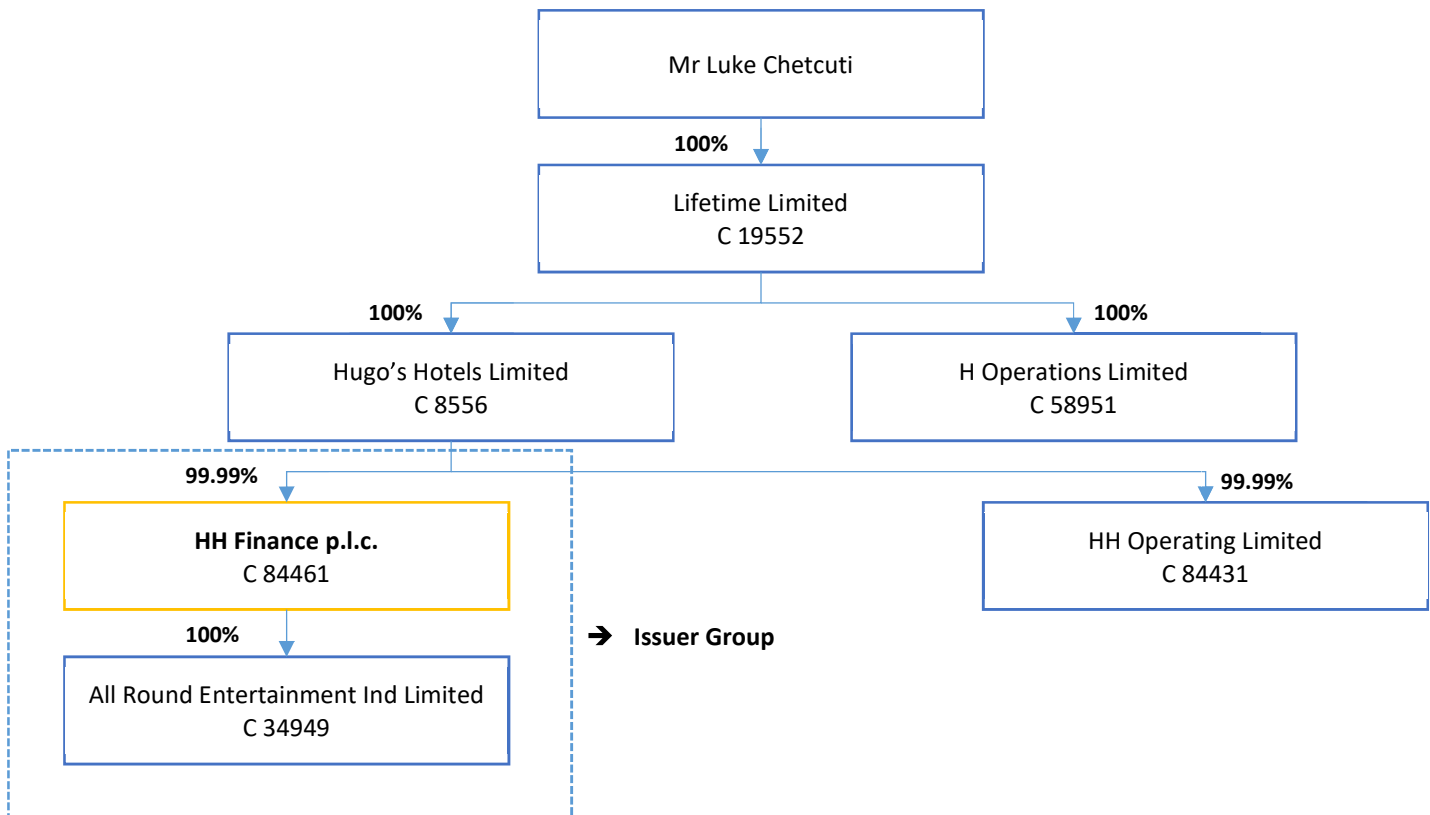 Mr Luke Chetcuti
100%
Lifetime Limited
C 19552
100%
100%
Hugo’s Hotels Limited
C 8556
H Operations Limited
C 58951
99.99%
99.99%
HH Finance p.l.c.
C 84461
HH Operating Limited
C 84431
100%
➔ Issuer Group
All Round Entertainment Ind Limited
C 34949